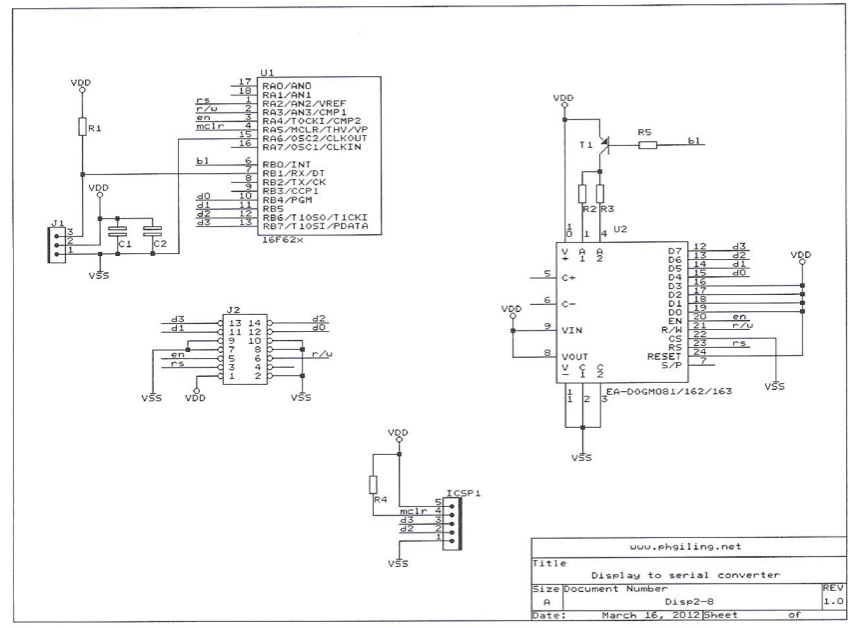 U1
17 RA0/AN0
18 RA1/AN1
rs 1 RA2/AN2/VREF
r/w 2 RA3/AN3/CMP1
en 3 RA4/TOCKI/CMP2
mclr 4 RA5/MCLR/THV/VP
15 RA6/OSC2/CLKOUT
16 RA7/OSC1/CLKIN
bl 6 RB0/INT
7 RB1/RX/DT
8 RB2/TX/CK
9 RB3/CCP1
d0 10 RB4/PGM
d1 11 RB5
d2 12 RB6/T1OSO/T1CKI
d3 13 RB7/T1OSI/PDATA
16F62x
VDD
R1
VDD
J1
3
2
1
C1
C2
VSS
J2
d3 13 14 d2
d1 11 12 d0
9 10
7 8
en 5 6 r/w
rs 3 4
1 2
VSS
VDD
VSS
VDD
T1
R5
bl
R2
R3
U2
10
1
4
V+
A1
A2
5 C+
6 C-
VDD
9 VIN
8 VOUT
V-
C1
C2
11
2
3
VSS
D7 12 d3
D6 13 d2
D5 14 d1
D4 15 d0
D3 16
D2 17
D1 18
D0 19
EN 20 en
R/W 21 r/w
CS 22
RS 23 rs
RESET 24
S/P 7
VDD
VSS
EA-DOGM081/162/163
VDD
R4
ICSP1
5
mclr 4
d3 3
d2 2
1
VSS
www.phgiling.net
Title
Display to serial converter
Size Document Number REV
A Disp2-8 1.0
Date: March 16, 2012 Sheet of